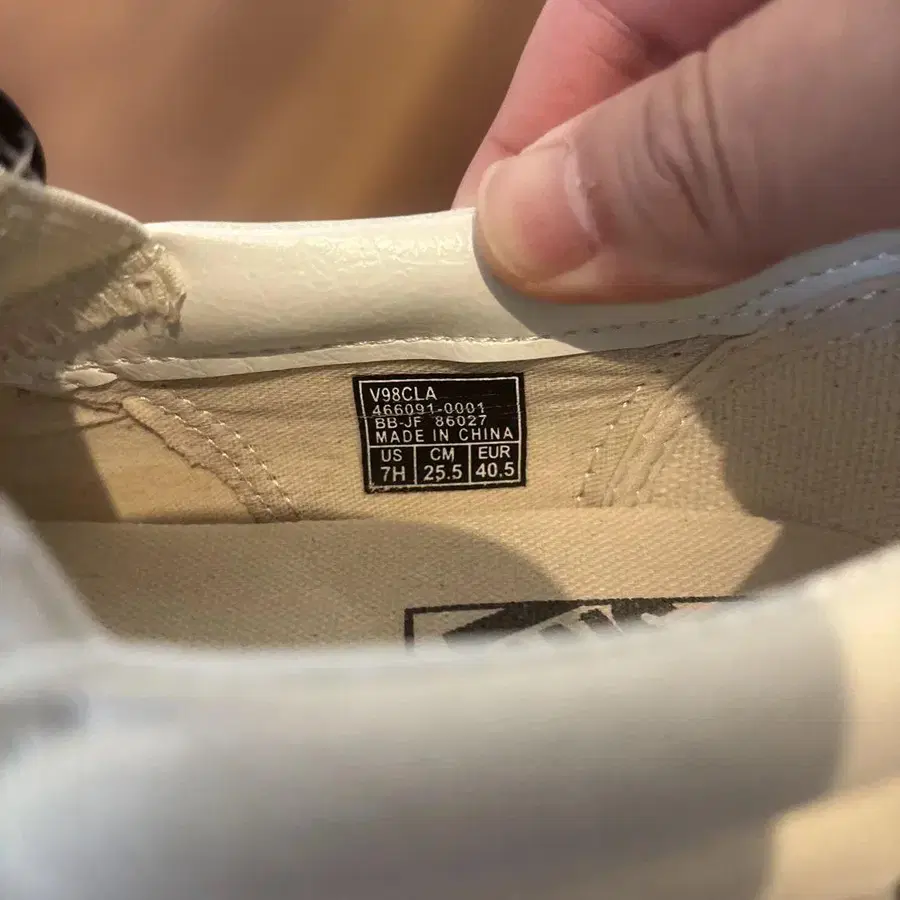 V98CLA
466091-0001
BB-JF 86027
MADE IN CHINA
US CM EUR
7H 25.5 40.5